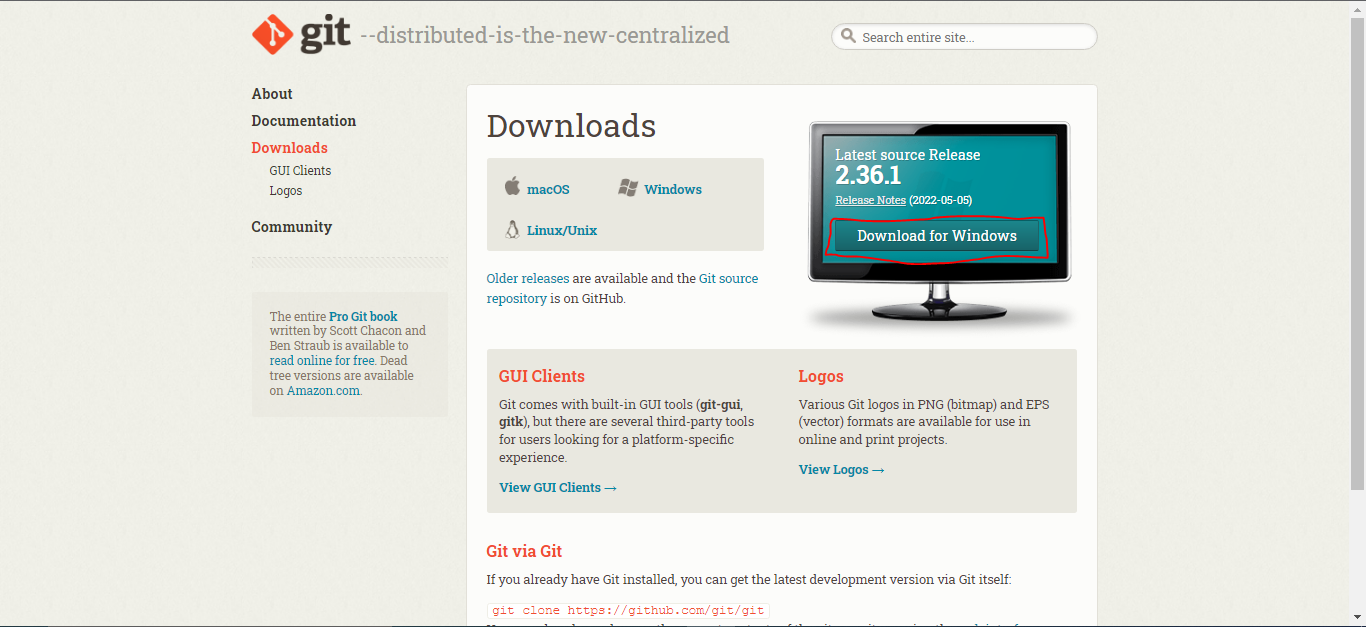 git --distributed-is-the-new-centralized
Search entire site...
About
Documentation
Downloads
GUI Clients
Logos
Community
The entire Pro Git book
written by Scott Chacon and
Ben Straub is available to
read online for free. Dead
tree versions are available
on Amazon.com.
Downloads
macOS
Windows
Linux/Unix
Older releases are available and the Git source
repository is on GitHub.
Latest source Release
2.36.1
Release Notes (2022-05-05)
Download for Windows
GUI Clients
Git comes with built-in GUI tools (git-gui,
gitk), but there are several third-party tools
for users looking for a platform-specific
experience.
View GUI Clients →
Logos
Various Git logos in PNG (bitmap) and EPS
(vector) formats are available for use in
online and print projects.
View Logos →
Git via Git
If you already have Git installed, you can get the latest development version via Git itself:
git clone https://github.com/git/git